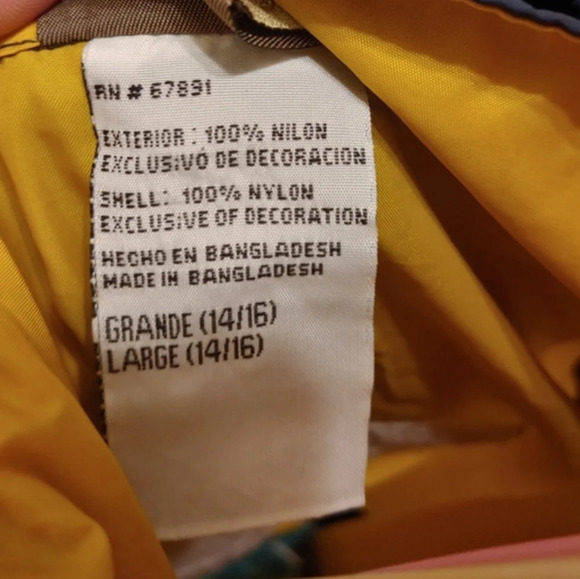 RN # 67891
EXTERIOR : 100% NILON
EXCLUSIVO DE DECORACION
SHELL: 100% NYLON
EXCLUSIVE OF DECORATION
HECHO EN BANGLADESH
MADE IN BANGLADESH
GRANDE (14/16)
LARGE (14/16)